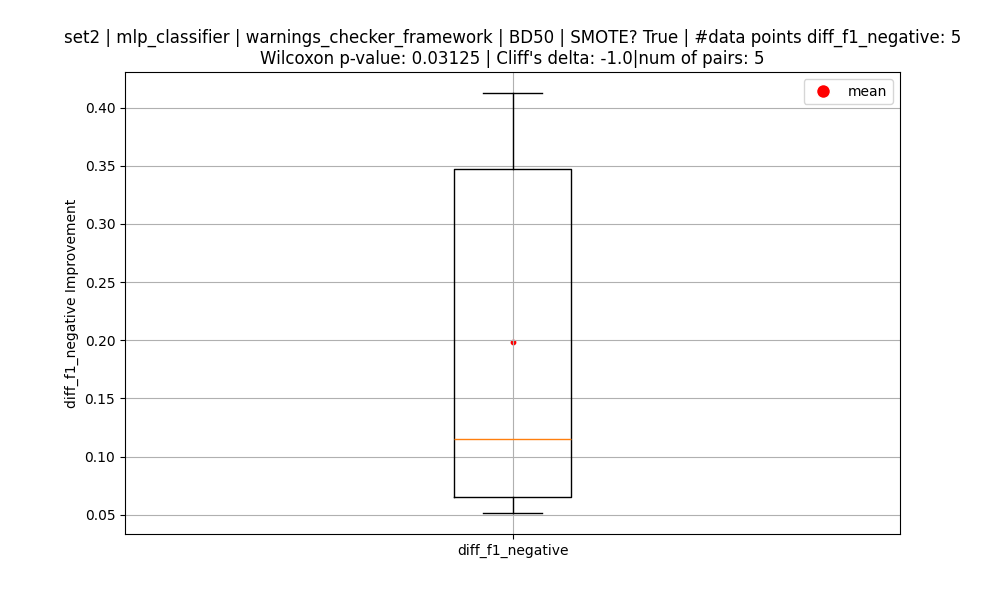 set2 | mlp_classifier | warnings_checker_framework | BD50 | SMOTE? True | #data points diff_f1_negative: 5
Wilcoxon p-value: 0.03125 | Cliff's delta: -1.0|num of pairs: 5
mean
0.40
0.35
0.30
0.25
0.20
0.15
0.10
0.05
diff_f1_negative Improvement
diff_f1_negative